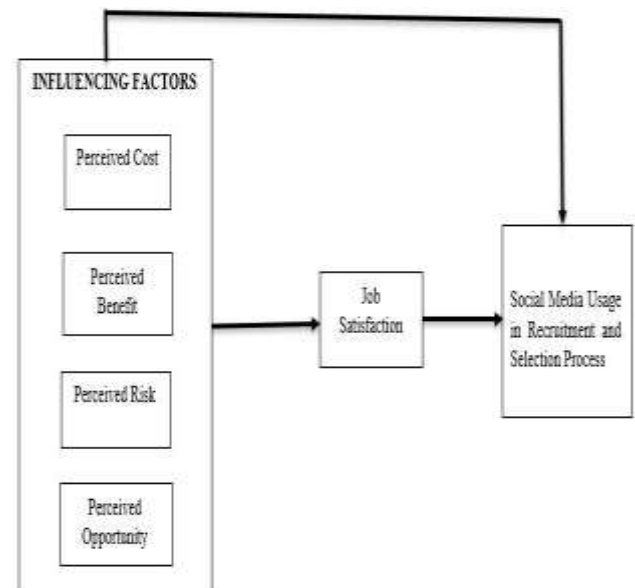 INFLUENCING FACTORS
Perceived Cost
Perceived
Benefit
Perceived Risk
Perceived
Opportunity
Job
Satisfaction
Social Media Usage
in Recruitment and
Selection Process